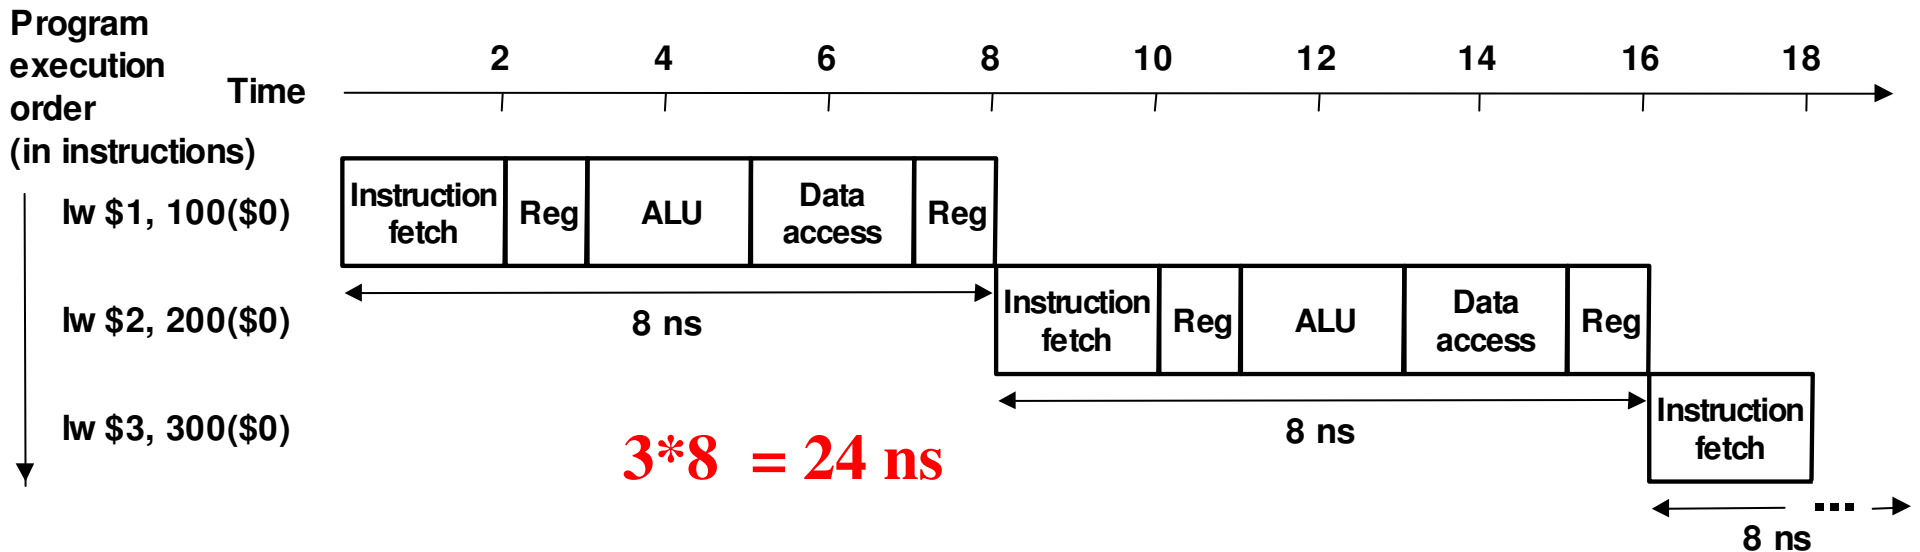 Program
execution
order
(in instructions)
Time
2 4 6 8 10 12 14 16 18
lw $1, 100($0)
Instruction
fetch
Reg
ALU
Data
access
Reg
8 ns
lw $2, 200($0)
Instruction
fetch
Reg
ALU
Data
access
Reg
8 ns
lw $3, 300($0)
Instruction
fetch
...
8 ns
3*8 = 24 ns